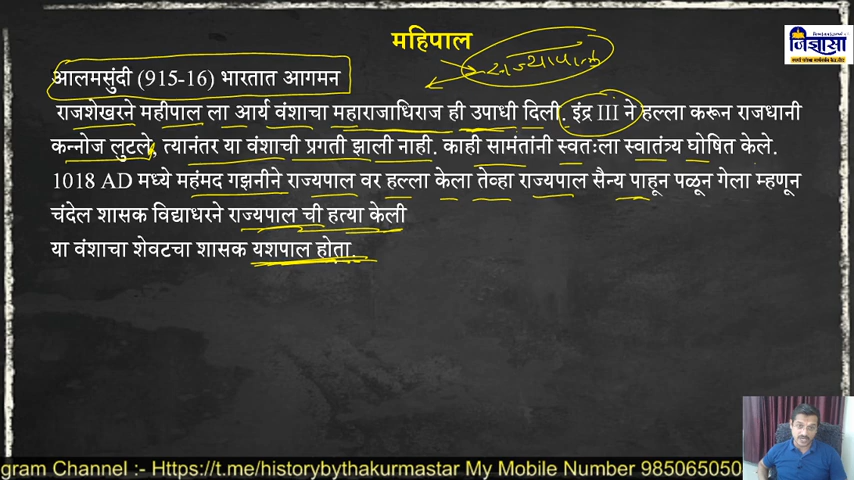 महिपाल
राज्यापाल
जिज्ञासा
आलमसुंदी (915-16) भारतात आगमन
राजशेखरने महीपाल ला आर्य वंशाचा महाराजाधिराज ही उपाधी दिली. इंद्र III ने हल्ला करून राजधानी
कन्नोज लुटले, त्यानंतर या वंशाची प्रगती झाली नाही. काही सामंतांनी स्वतःला स्वातंत्र्य घोषित केले.
1018 AD मध्ये महंमद गझनीने राज्यपाल वर हल्ला केला तेव्हा राज्यपाल सैन्य पाहून पळून गेला म्हणून
चंदेल शासक विद्याधरने राज्यपाल ची हत्या केली
या वंशाचा शेवटचा शासक यशपाल होता.
gram Channel :- Https://t.me/historybythakurmastar My Mobile Number 985065050